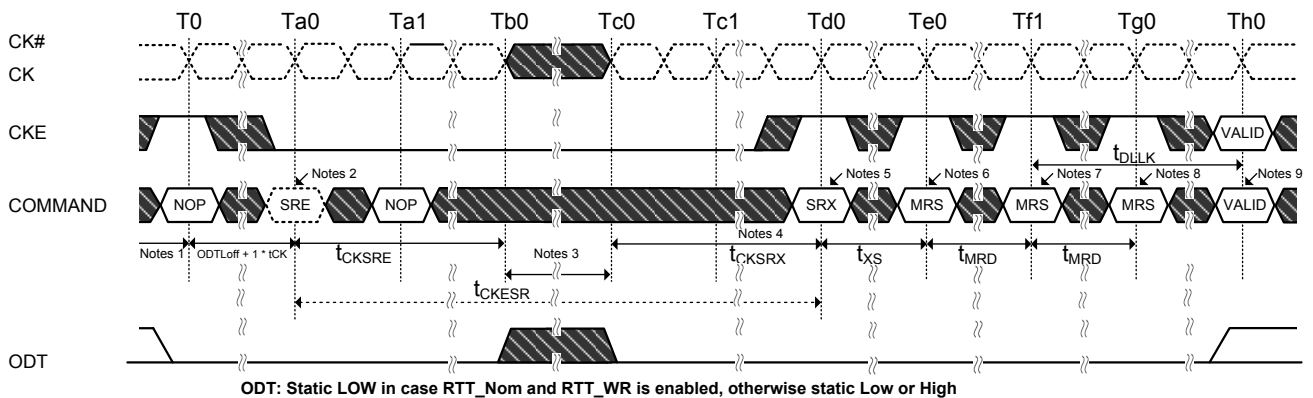 T0 Ta0 Ta1 Tb0 Tc0 Tc1 Td0 Te0 Tf1 Tg0 Th0
CK#
CK
CKE
VALID
tDLLK
Notes 2 Notes 5 Notes 6 Notes 7 Notes 8 Notes 9
COMMAND
NOP SRE NOP SRX MRS MRS MRS VALID
Notes 1 ODTLoff + 1 * tCK tCKSRE Notes 3 Notes 4 tCKSRX tXS tMRD tMRD
tCKESR
ODT
ODT: Static LOW in case RTT_Nom and RTT_WR is enabled, otherwise static Low or High